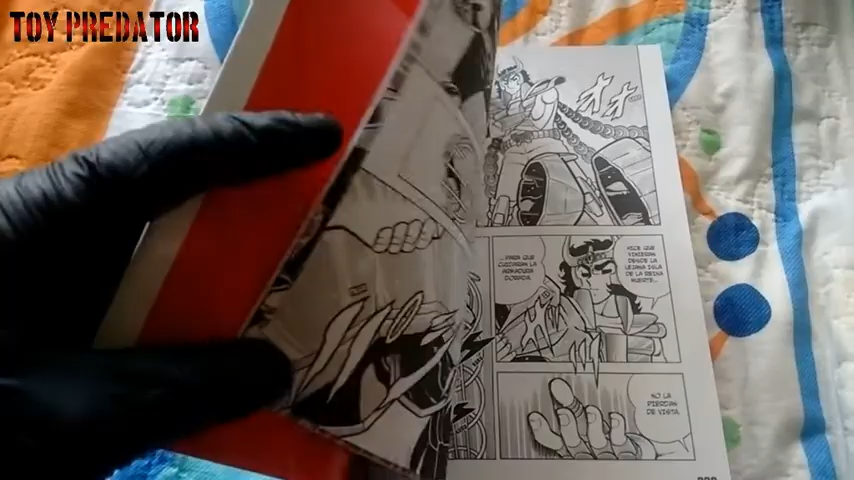 TOY PREDATOR
オオ
...PARA QUE
CUIDARAN LA
ARMADURA
DORADA.
HICE QUE
VINIERAN
DESDE LA
LEJANA ISLA
DE LA REINA
MUERTE...
NO LA
PIERDAN
DE VISTA.